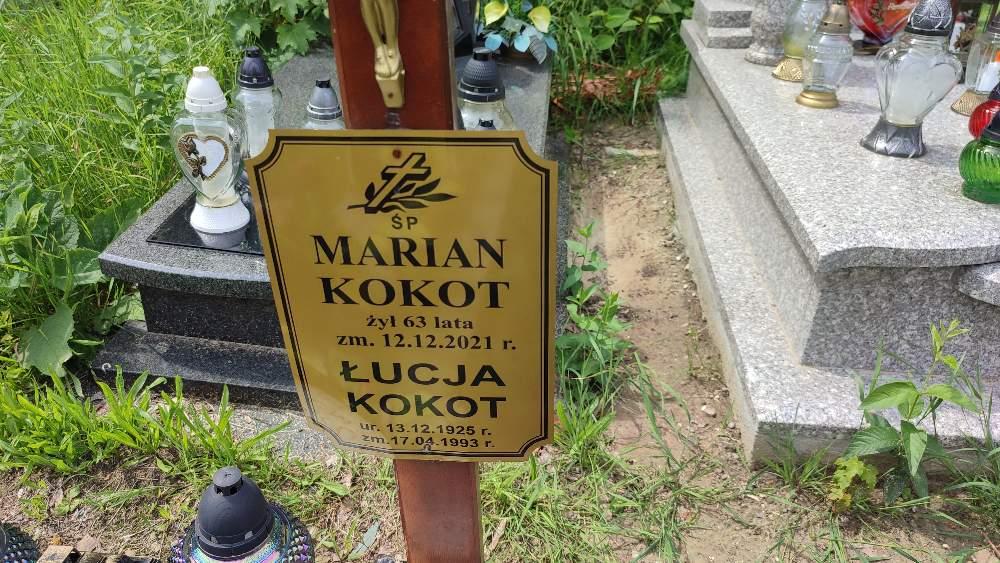 ŚP
MARIAN
KOKOT
żył 63 lata
zm. 12.12.2021 r.
ŁUCJA
KOKOT
ur. 13.12.1925 r.
zm.17.04.1993 r.